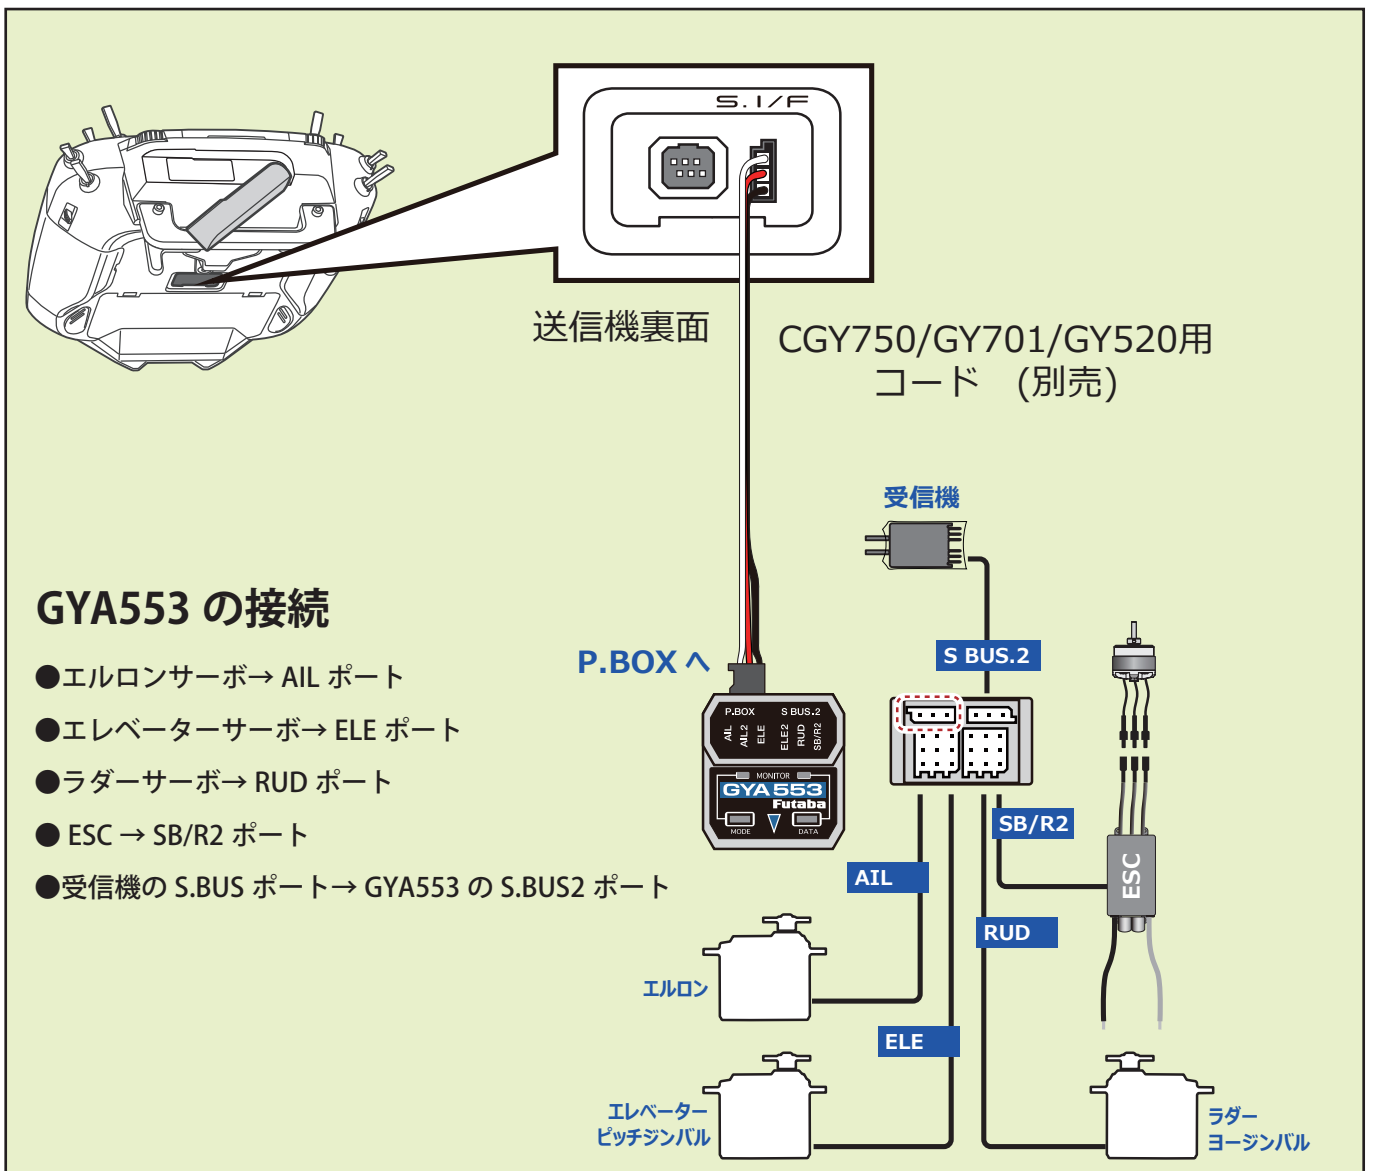 S.I/F
送信機裏面
CGY750/GY701/GY520用
コード　(別売)
受信機
GYA553 の接続
●エルロンサーボ→ AIL ポート
●エレベーターサーボ→ ELE ポート
●ラダーサーボ→ RUD ポート
● ESC → SB/R2 ポート
●受信機の S.BUS ポート→ GYA553 の S.BUS2 ポート
P.BOX へ
S BUS.2
P.BOX S BUS.2
AIL
AIL2
ELE
ELE2
RUD
SB/R2
MONITOR
GYA553
Futaba
MODE DATA
SB/R2
AIL
ESC
RUD
エルロン
ELE
エレベーター
ピッチジンバル
ラダー
ヨージンバル